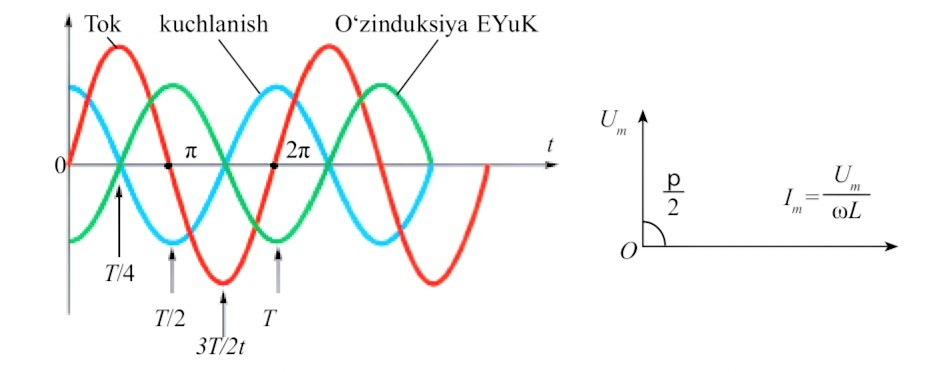 Tok kuchlanish O‘zinduksiya EYuK
π 2π t
0
T/4
T/2 T
3T/2t
U_m
p/2
I_m = U_m/ωL
O